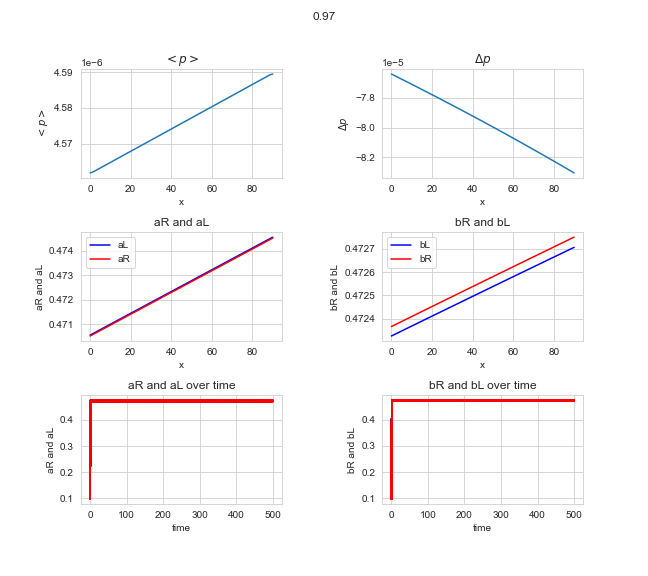 0.97
<p>
1e−6
4.59
4.58
4.57
<p>
0 20 40 60 80
x
Δp
1e−5
−7.8
−8.0
−8.2
Δp
0 20 40 60 80
x
aR and aL
aL
aR
0.474
0.473
0.472
0.471
aR and aL
0 20 40 60 80
x
bR and bL
bL
bR
0.4727
0.4726
0.4725
0.4724
bR and bL
0 20 40 60 80
x
aR and aL over time
0.4
0.3
0.2
0.1
aR and aL
0 100 200 300 400 500
time
bR and bL over time
0.4
0.3
0.2
0.1
bR and bL
0 100 200 300 400 500
time